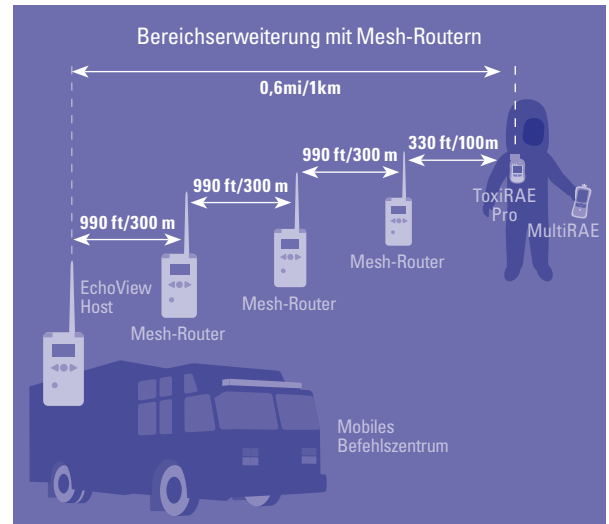 Bereichserweiterung mit Mesh-Routern
0,6mi/1km
990 ft/300 m
330 ft/100m
990 ft/300 m
990 ft/300 m
ToxiRAE
Pro
MultiRAE
EchoView
Host
Mesh-Router
Mesh-Router
Mesh-Router
Mobiles
Befehlszentrum